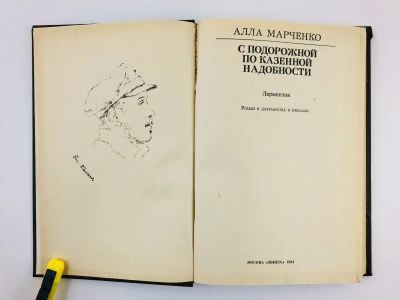 АЛЛА МАРЧЕНКО
С ПОДОРОЖНОЙ
ПО КАЗЕННОЙ
НАДОБНОСТИ
Лермонтов
Роман в документах и письмах
МОСКВА «КНИГА» 1984